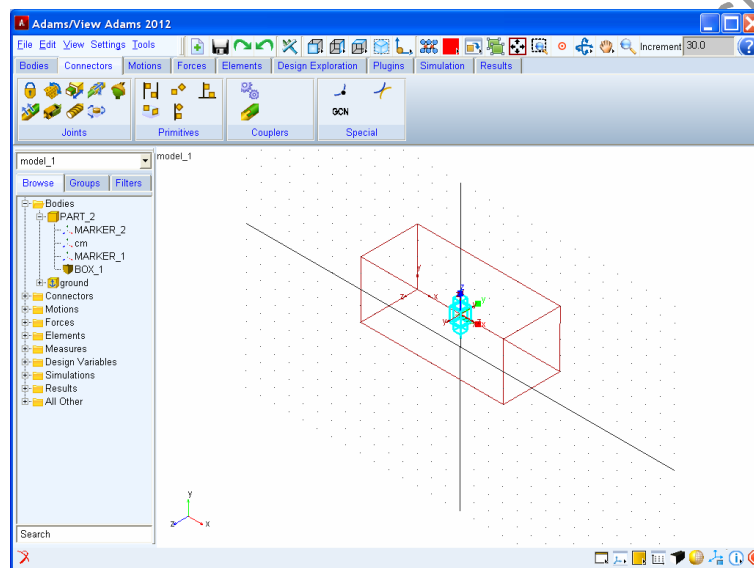 Adams/View Adams 2012
File Edit View Settings Tools
Increment 30.0
Bodies Connectors Motions Forces Elements Design Exploration Plugins Simulation Results
GCN
Joints Primitives Couplers Special
model_1
model_1
Browse Groups Filters
Bodies
PART_2
MARKER_2
cm
MARKER_1
BOX_1
ground
Connectors
Motions
Forces
Elements
Measures
Design Variables
Simulations
Results
All Other
y
z x
z
y
y x
y
z x
Search